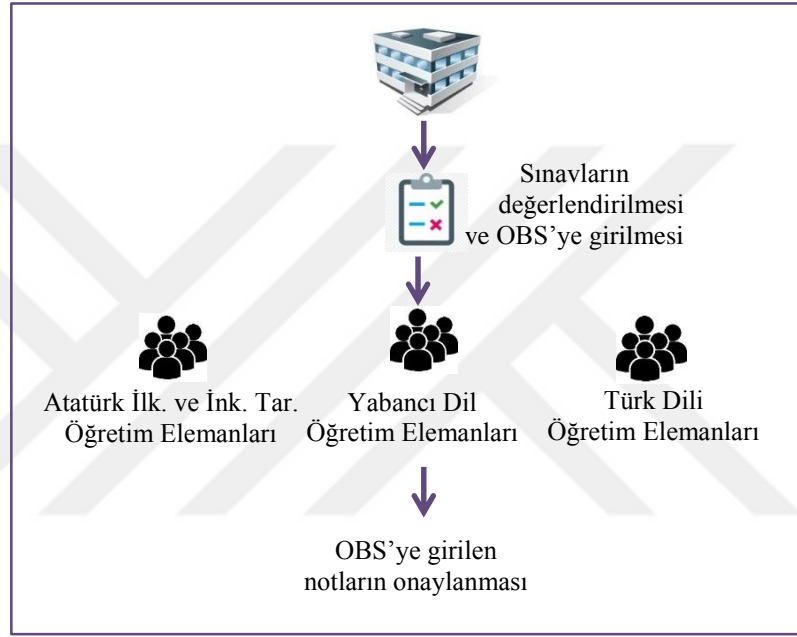 Sınavların
değerlendirilmesi
ve OBS’ye girilmesi
Atatürk İlk. ve İnk. Tar.
Öğretim Elemanları
Yabancı Dil
Öğretim Elemanları
Türk Dili
Öğretim Elemanları
OBS’ye girilen
notların onaylanması